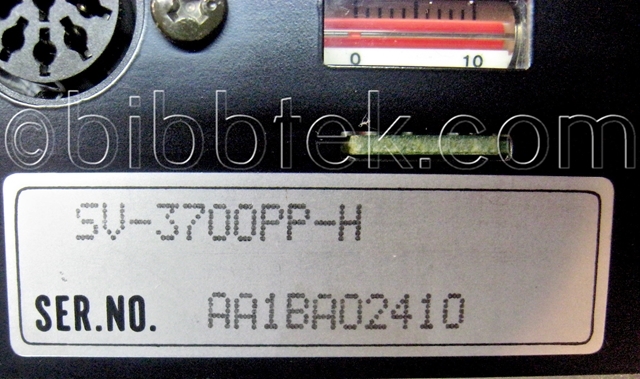 0 10
©bibbtek.com
SV-3700PP-H
SER.NO. AA1BA02410